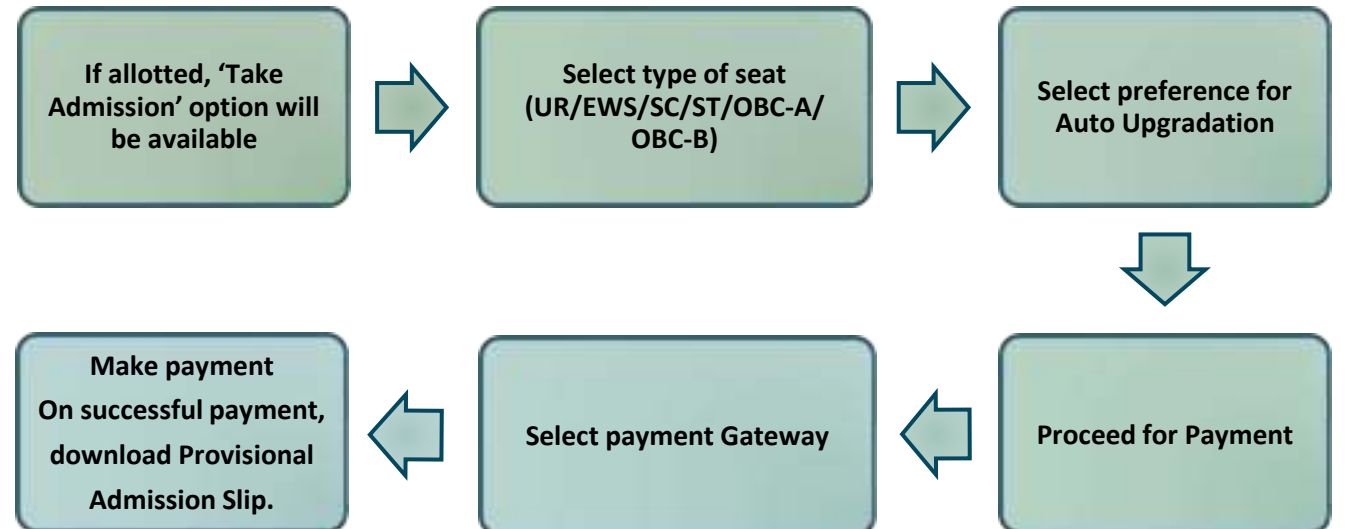 If allotted, ‘Take
Admission’ option will
be available
Select type of seat
(UR/EWS/SC/ST/OBC-A/
OBC-B)
Select preference for
Auto Upgradation
Proceed for Payment
Select payment Gateway
Make payment
On successful payment,
download Provisional
Admission Slip.